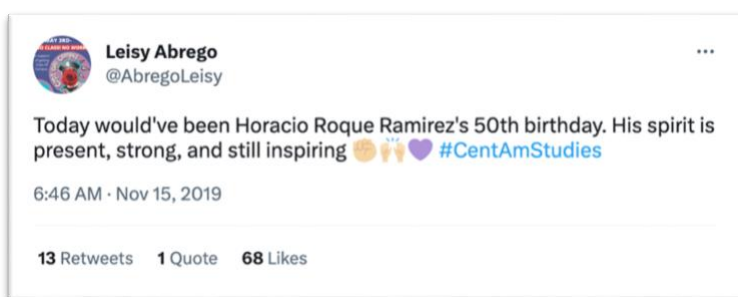 Leisy Abrego
@AbregoLeisy
Today would've been Horacio Roque Ramirez's 50th birthday. His spirit is
present, strong, and still inspiring ✊🏼🙌🏼💜 #CentAmStudies
6:46 AM · Nov 15, 2019
13 Retweets 1 Quote 68 Likes